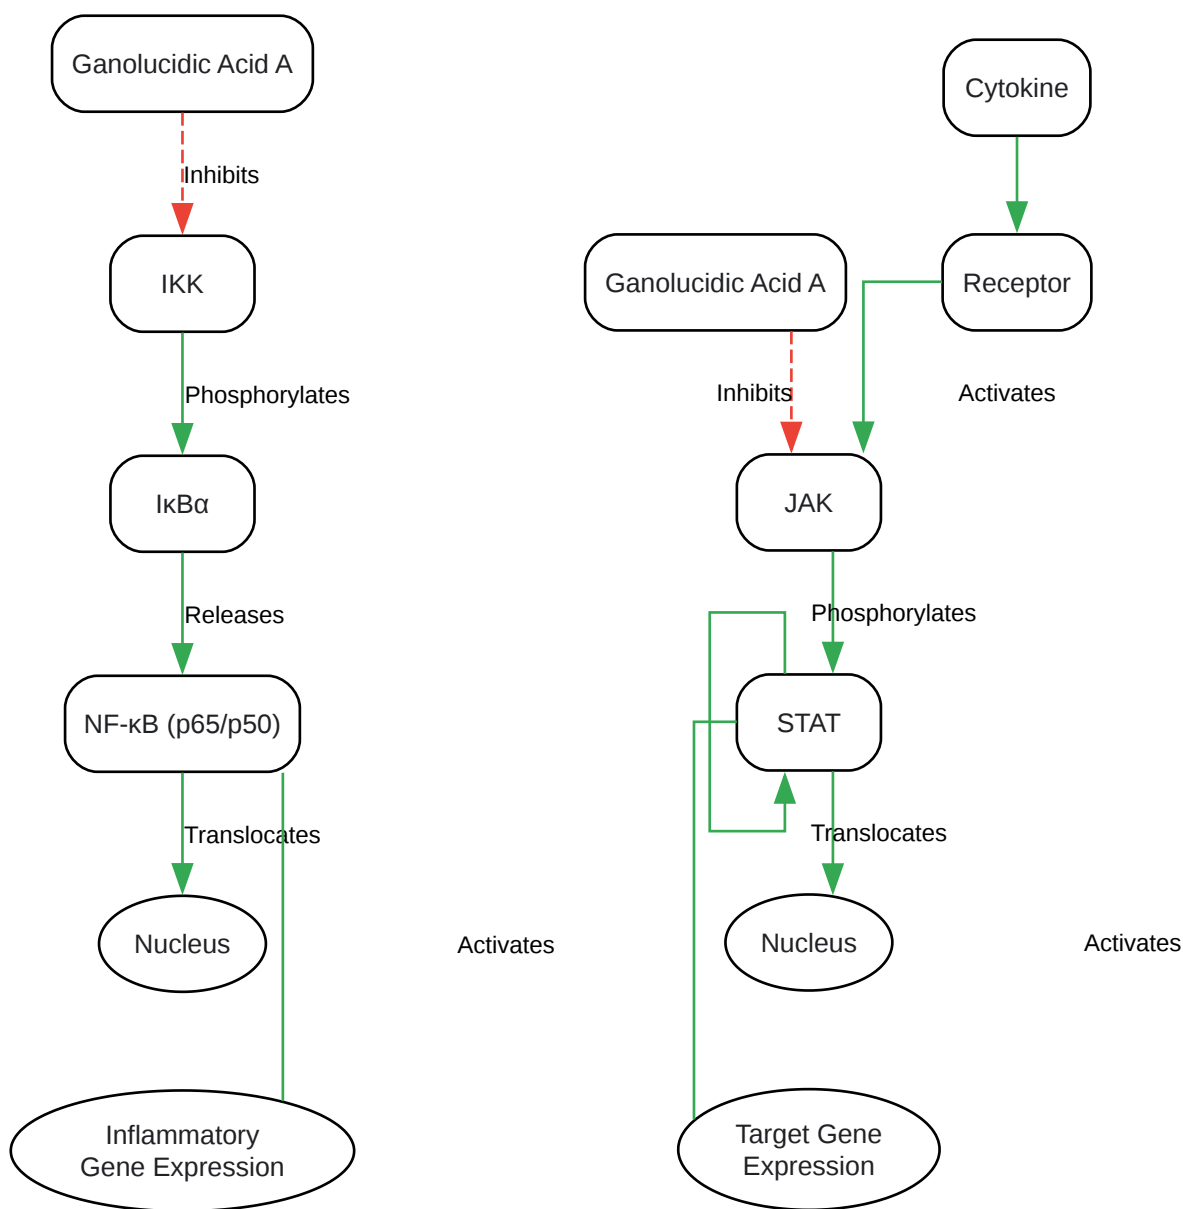 Ganolucidic Acid A
Inhibits
IKK
Phosphorylates
IκBα
Releases
NF-κB (p65/p50)
Translocates
Nucleus
Activates
Inflammatory
Gene Expression
Cytokine
Ganolucidic Acid A
Receptor
Inhibits
Activates
JAK
Phosphorylates
STAT
Translocates
Nucleus
Activates
Target Gene
Expression